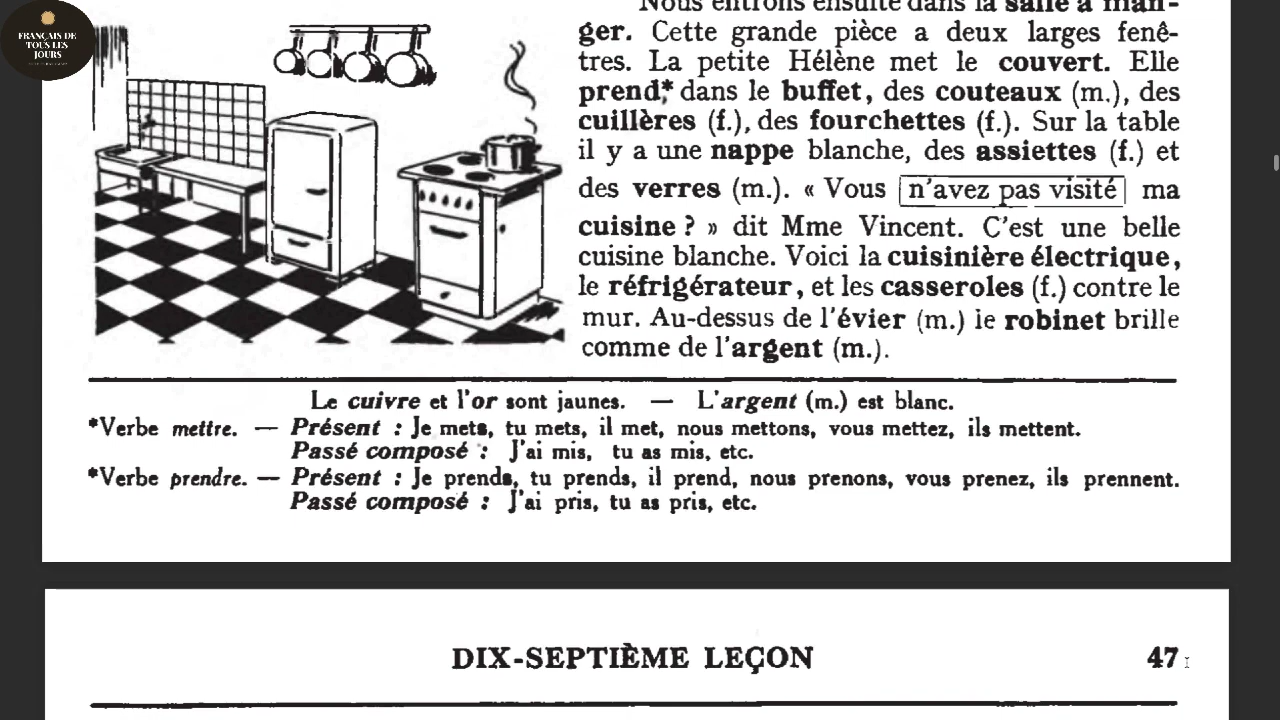 FRANÇAIS DE
TOUS LES
JOURS
Nous entrons ensuite dans la salle à man-
ger. Cette grande pièce a deux larges fenê-
tres. La petite Hélène met le couvert. Elle
prend* dans le buffet, des couteaux (m.), des
cuillères (f.), des fourchettes (f.). Sur la table
il y a une nappe blanche, des assiettes (f.) et
des verres (m.). « Vous n'avez pas visité ma
cuisine ? » dit Mme Vincent. C'est une belle
cuisine blanche. Voici la cuisinière électrique,
le réfrigérateur, et les casseroles (f.) contre le
mur. Au-dessus de l'évier (m.) le robinet brille
comme de l'argent (m.).
Le cuivre et l'or sont jaunes. — L'argent (m.) est blanc.
*Verbe mettre. — Présent : Je mets, tu mets, il met, nous mettons, vous mettez, ils mettent.
Passé composé : J'ai mis, tu as mis, etc.
*Verbe prendre. — Présent : Je prends, tu prends, il prend, nous prenons, vous prenez, ils prennent.
Passé composé : J'ai pris, tu as pris, etc.
DIX-SEPTIÈME LEÇON 47